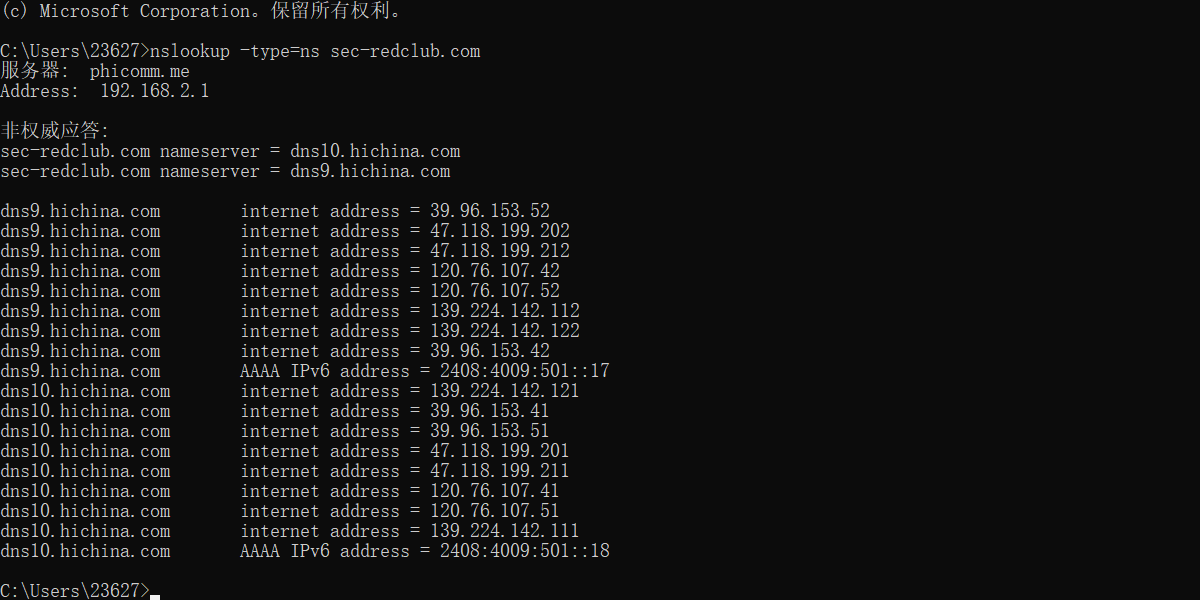 (c) Microsoft Corporation。保留所有权利。
C:\Users\23627>nslookup -type=ns sec-redclub.com
服务器:  phicomm.me
Address:  192.168.2.1
非权威应答:
sec-redclub.com nameserver = dns10.hichina.com
sec-redclub.com nameserver = dns9.hichina.com
dns9.hichina.com        internet address = 39.96.153.52
dns9.hichina.com        internet address = 47.118.199.202
dns9.hichina.com        internet address = 47.118.199.212
dns9.hichina.com        internet address = 120.76.107.42
dns9.hichina.com        internet address = 120.76.107.52
dns9.hichina.com        internet address = 139.224.142.112
dns9.hichina.com        internet address = 139.224.142.122
dns9.hichina.com        internet address = 39.96.153.42
dns9.hichina.com        AAAA IPv6 address = 2408:4009:501::17
dns10.hichina.com       internet address = 139.224.142.121
dns10.hichina.com       internet address = 39.96.153.41
dns10.hichina.com       internet address = 39.96.153.51
dns10.hichina.com       internet address = 47.118.199.201
dns10.hichina.com       internet address = 47.118.199.211
dns10.hichina.com       internet address = 120.76.107.41
dns10.hichina.com       internet address = 120.76.107.51
dns10.hichina.com       internet address = 139.224.142.111
dns10.hichina.com       AAAA IPv6 address = 2408:4009:501::18
C:\Users\23627>